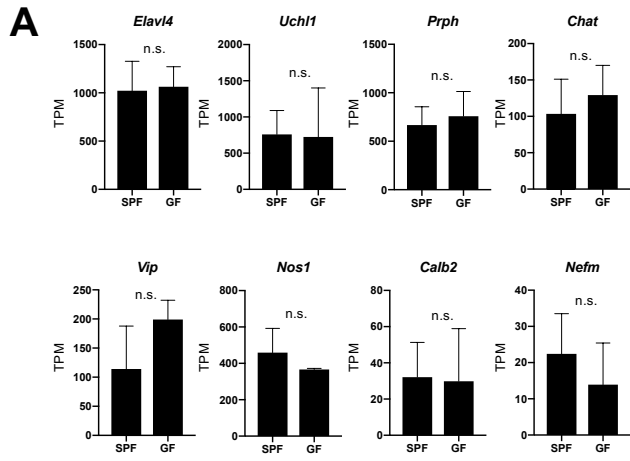 A
Elavl4
n.s.
TPM
1500
1000
500
0
SPF GF
Uchl1
n.s.
TPM
2000
1500
1000
500
0
SPF GF
Prph
n.s.
TPM
1500
1000
500
0
SPF GF
Chat
n.s.
TPM
200
150
100
50
0
SPF GF
Vip
n.s.
TPM
250
200
150
100
50
0
SPF GF
Nos1
n.s.
TPM
800
600
400
200
0
SPF GF
Calb2
n.s.
TPM
80
60
40
20
0
SPF GF
Nefm
n.s.
TPM
40
30
20
10
0
SPF GF